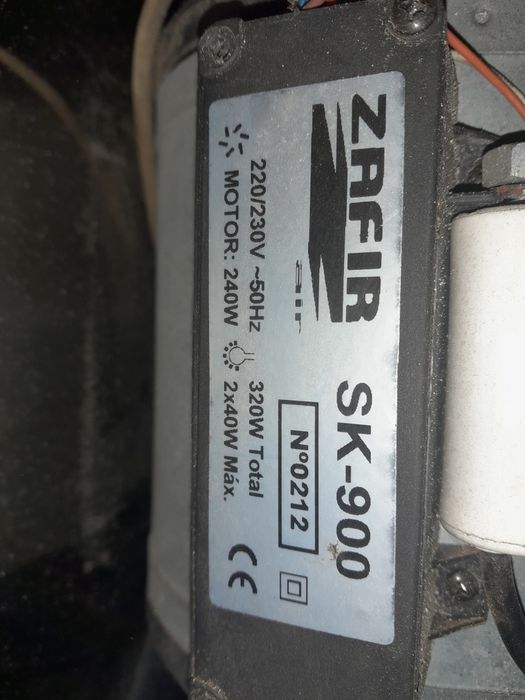 ZAFIR
air
SK-900
Nº0212
220/230V ~50Hz 320W Total
MOTOR: 240W 2x40W Máx.
CE